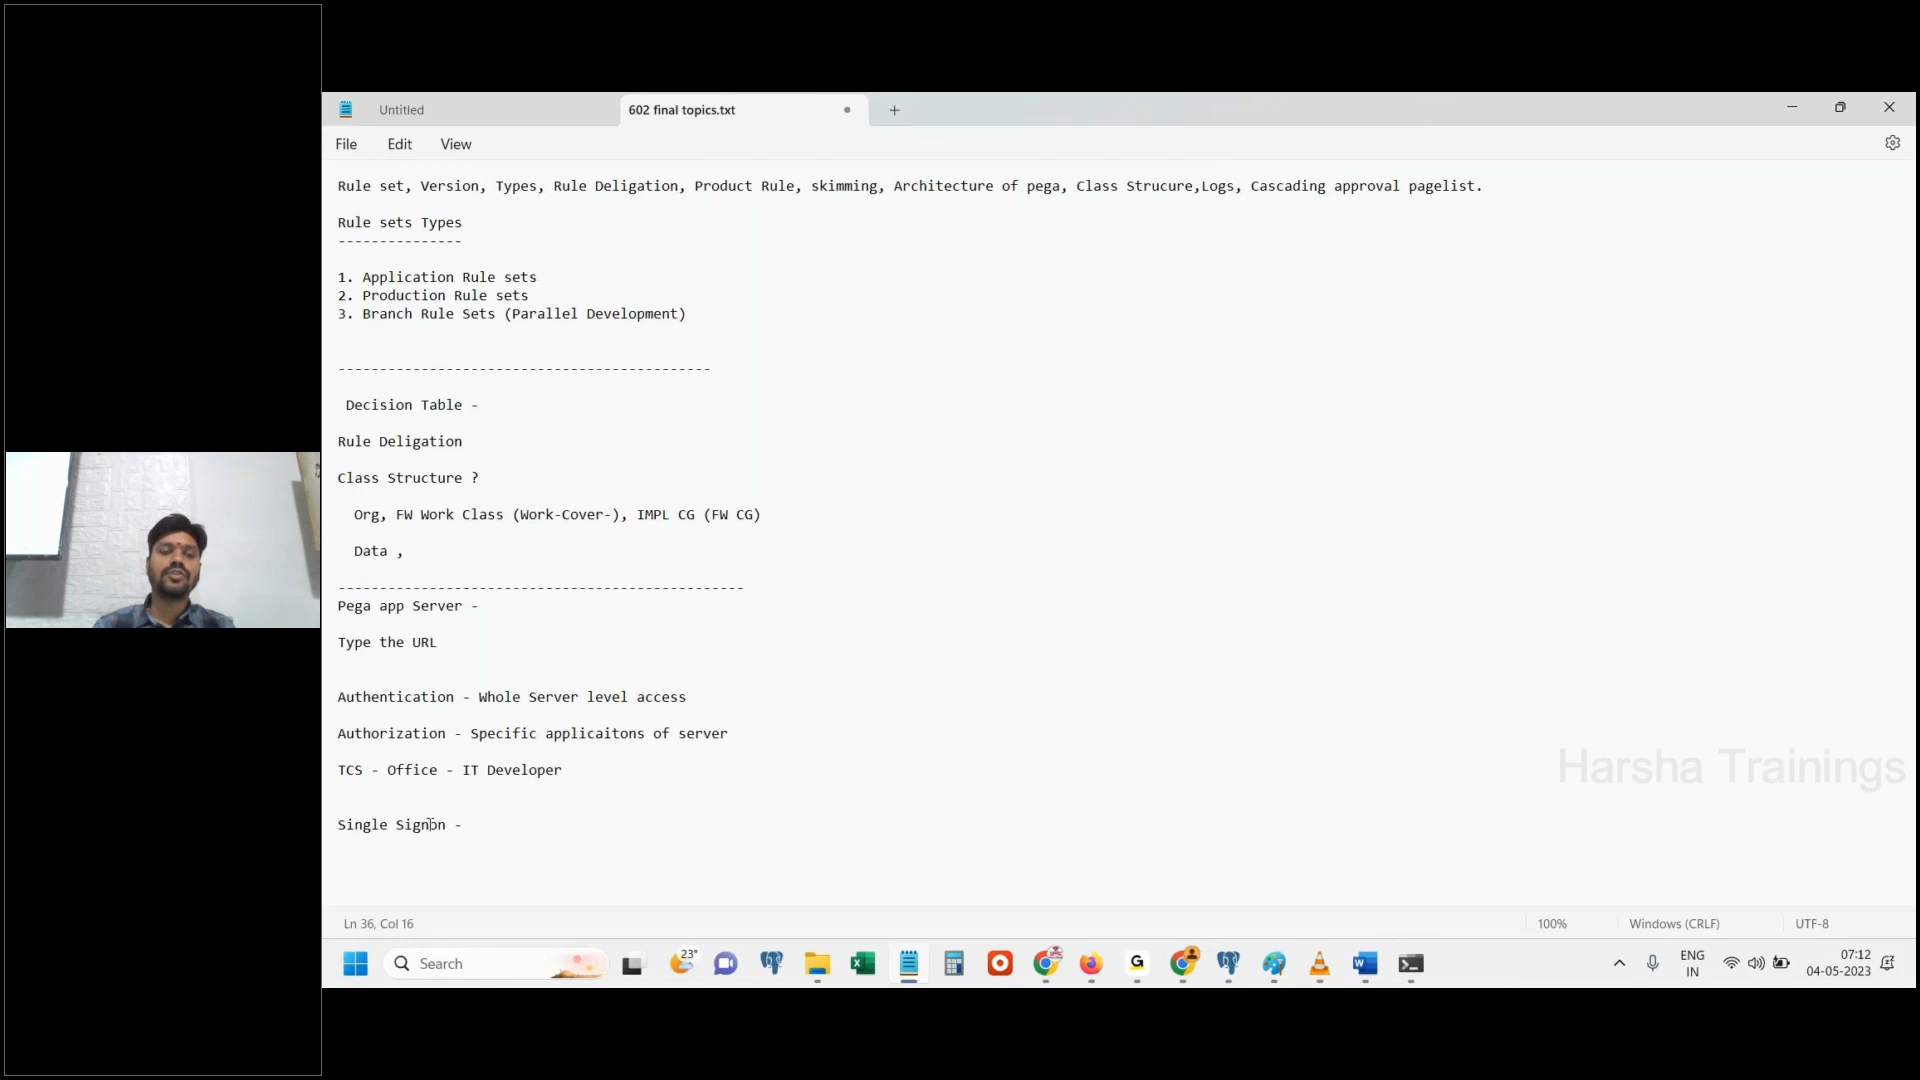 Untitled
602 final topics.txt
File Edit View
Rule set, Version, Types, Rule Deligation, Product Rule, skimming, Architecture of pega, Class Strucure,Logs, Cascading approval pagelist.
Rule sets Types
---------------
1. Application Rule sets
2. Production Rule sets
3. Branch Rule Sets (Parallel Development)
---------------------------------------------
Decision Table -
Rule Deligation
Class Structure ?
Org, FW Work Class (Work-Cover-), IMPL CG (FW CG)
Data ,
-------------------------------------------------
Pega app Server -
Type the URL
Authentication - Whole Server level access
Authorization - Specific applicaitons of server
TCS - Office - IT Developer
Harsha Trainings
Single Signon -
Ln 36, Col 16
100%
Windows (CRLF)
UTF-8
Search
23°
ENG
IN
07:12
04-05-2023